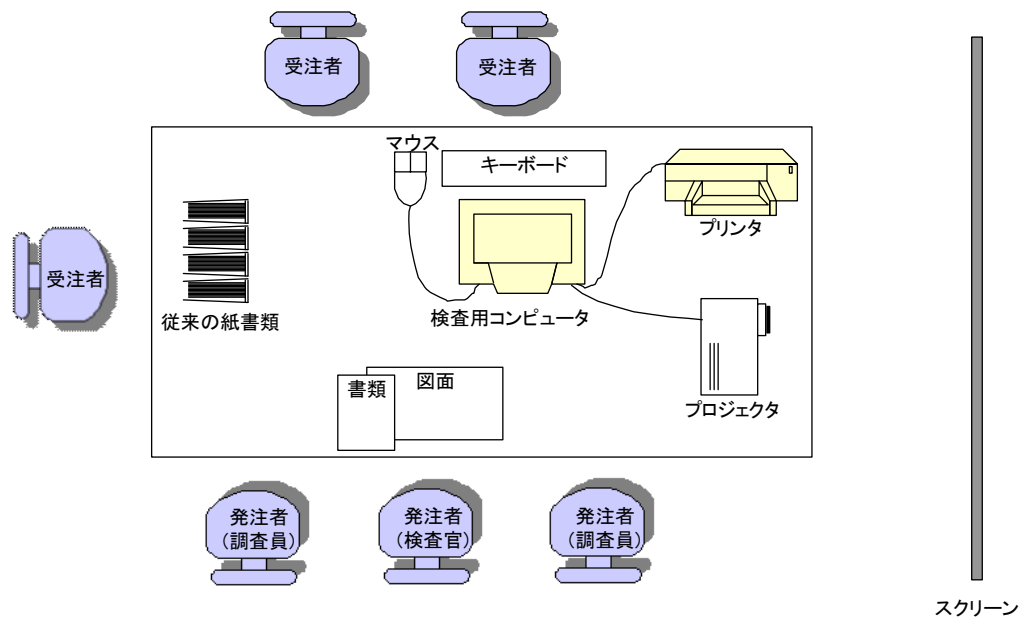 受注者
受注者
マウス
キーボード
プリンタ
受注者
従来の紙書類
検査用コンピュータ
書類
図面
プロジェクタ
発注者
(調査員)
発注者
(検査官)
発注者
(調査員)
スクリーン